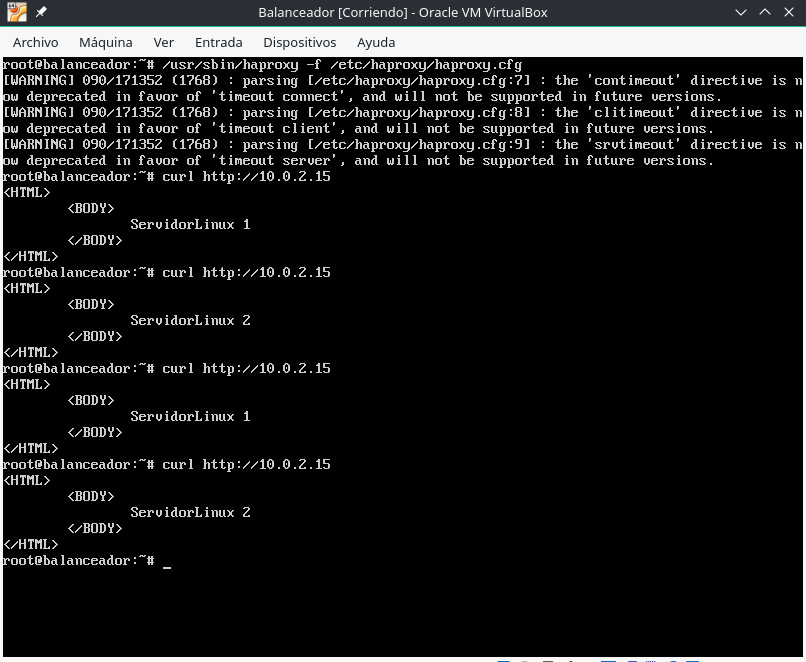 Balanceador [Corriendo] - Oracle VM VirtualBox
Archivo Máquina Ver Entrada Dispositivos Ayuda
root@balanceador:~# /usr/sbin/haproxy -f /etc/haproxy/haproxy.cfg
[WARNING] 090/171352 (1768) : parsing [/etc/haproxy/haproxy.cfg:7] : the 'contimeout' directive is n
ow deprecated in favor of 'timeout connect', and will not be supported in future versions.
[WARNING] 090/171352 (1768) : parsing [/etc/haproxy/haproxy.cfg:8] : the 'clitimeout' directive is n
ow deprecated in favor of 'timeout client', and will not be supported in future versions.
[WARNING] 090/171352 (1768) : parsing [/etc/haproxy/haproxy.cfg:9] : the 'srvtimeout' directive is n
ow deprecated in favor of 'timeout server', and will not be supported in future versions.
root@balanceador:~# curl http://10.0.2.15
<HTML>
<BODY>
ServidorLinux 1
</BODY>
</HTML>
root@balanceador:~# curl http://10.0.2.15
<HTML>
<BODY>
ServidorLinux 2
</BODY>
</HTML>
root@balanceador:~# curl http://10.0.2.15
<HTML>
<BODY>
ServidorLinux 1
</BODY>
</HTML>
root@balanceador:~# curl http://10.0.2.15
<HTML>
<BODY>
ServidorLinux 2
</BODY>
</HTML>
root@balanceador:~# _